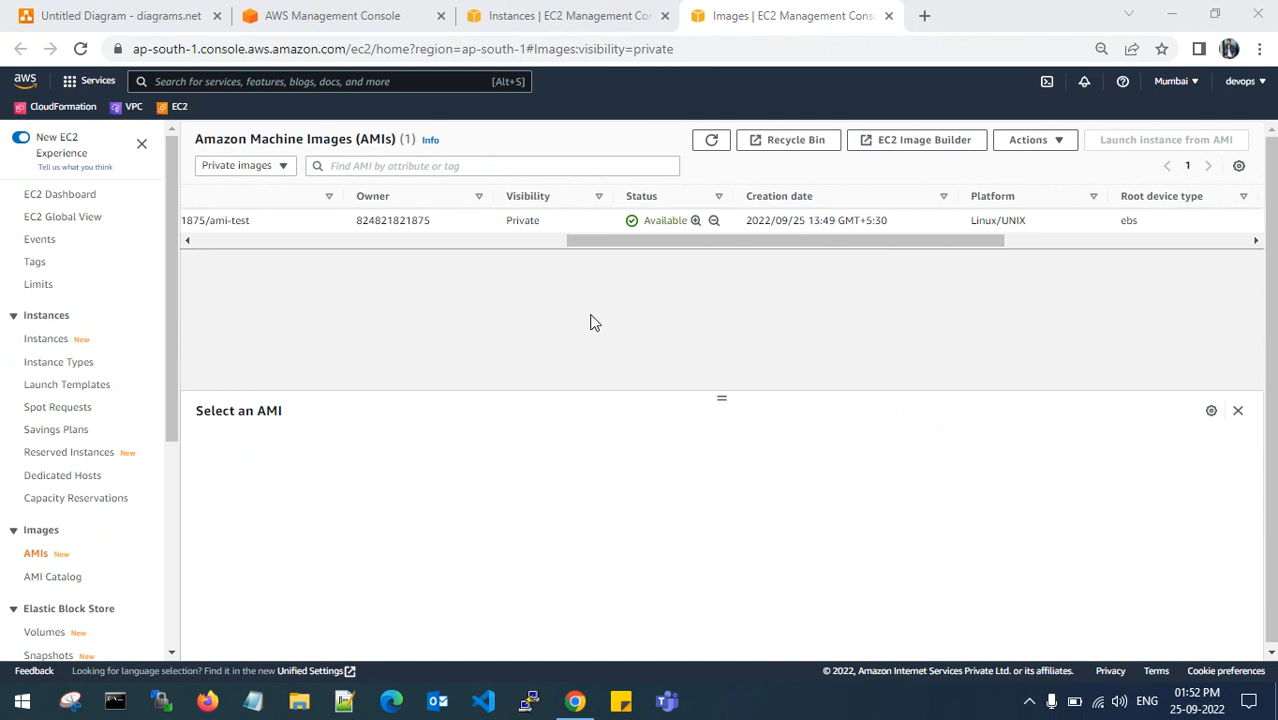 Untitled Diagram - diagrams.net
AWS Management Console
Instances | EC2 Management Con
Images | EC2 Management Cons
ap-south-1.console.aws.amazon.com/ec2/home?region=ap-south-1#Images:visibility=private
aws
Services
Search for services, features, blogs, docs, and more
[Alt+S]
Mumbai
devops
CloudFormation
VPC
EC2
New EC2
Experience
Tell us what you think
EC2 Dashboard
EC2 Global View
Events
Tags
Limits
Instances
Instances New
Instance Types
Launch Templates
Spot Requests
Savings Plans
Reserved Instances New
Dedicated Hosts
Capacity Reservations
Images
AMIs New
AMI Catalog
Elastic Block Store
Volumes New
Snapshots New
Amazon Machine Images (AMIs) (1) Info
Recycle Bin
EC2 Image Builder
Actions
Launch instance from AMI
Private images
Find AMI by attribute or tag
1
Owner
Visibility
Status
Creation date
Platform
Root device type
1875/ami-test
824821821875
Private
Available
2022/09/25 13:49 GMT+5:30
Linux/UNIX
ebs
Select an AMI
Feedback
Looking for language selection? Find it in the new Unified Settings
© 2022, Amazon Internet Services Private Ltd. or its affiliates.
Privacy
Terms
Cookie preferences
ENG
01:52 PM
25-09-2022